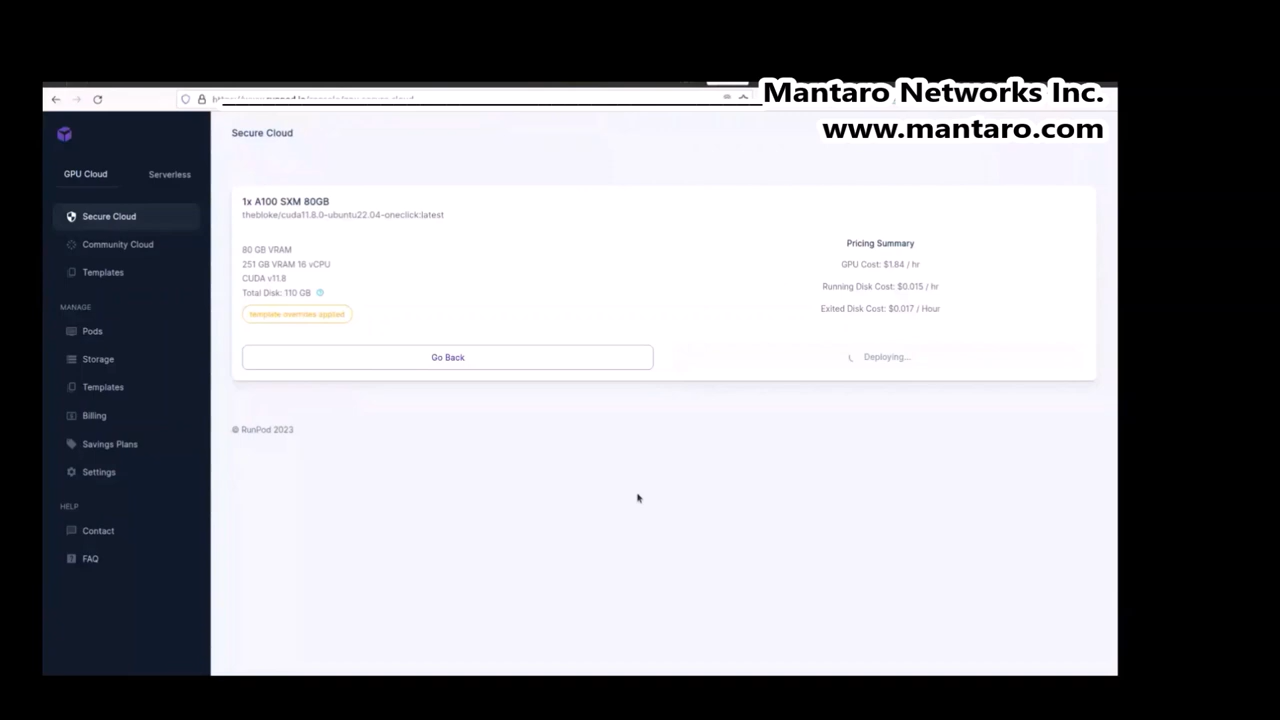 Mantaro Networks Inc.
www.mantaro.com
Secure Cloud
GPU Cloud
Serverless
Secure Cloud
Community Cloud
Templates
MANAGE
Pods
Storage
Templates
Billing
Savings Plans
Settings
HELP
Contact
FAQ
1x A100 SXM 80GB
thebloke/cuda11.8.0-ubuntu22.04-oneclick:latest
80 GB VRAM
251 GB VRAM 16 vCPU
CUDA v11.8
Total Disk: 110 GB
template overrides applied
Pricing Summary
GPU Cost: $1.84 / hr
Running Disk Cost: $0.015 / hr
Exited Disk Cost: $0.017 / Hour
Go Back
Deploying...
© RunPod 2023